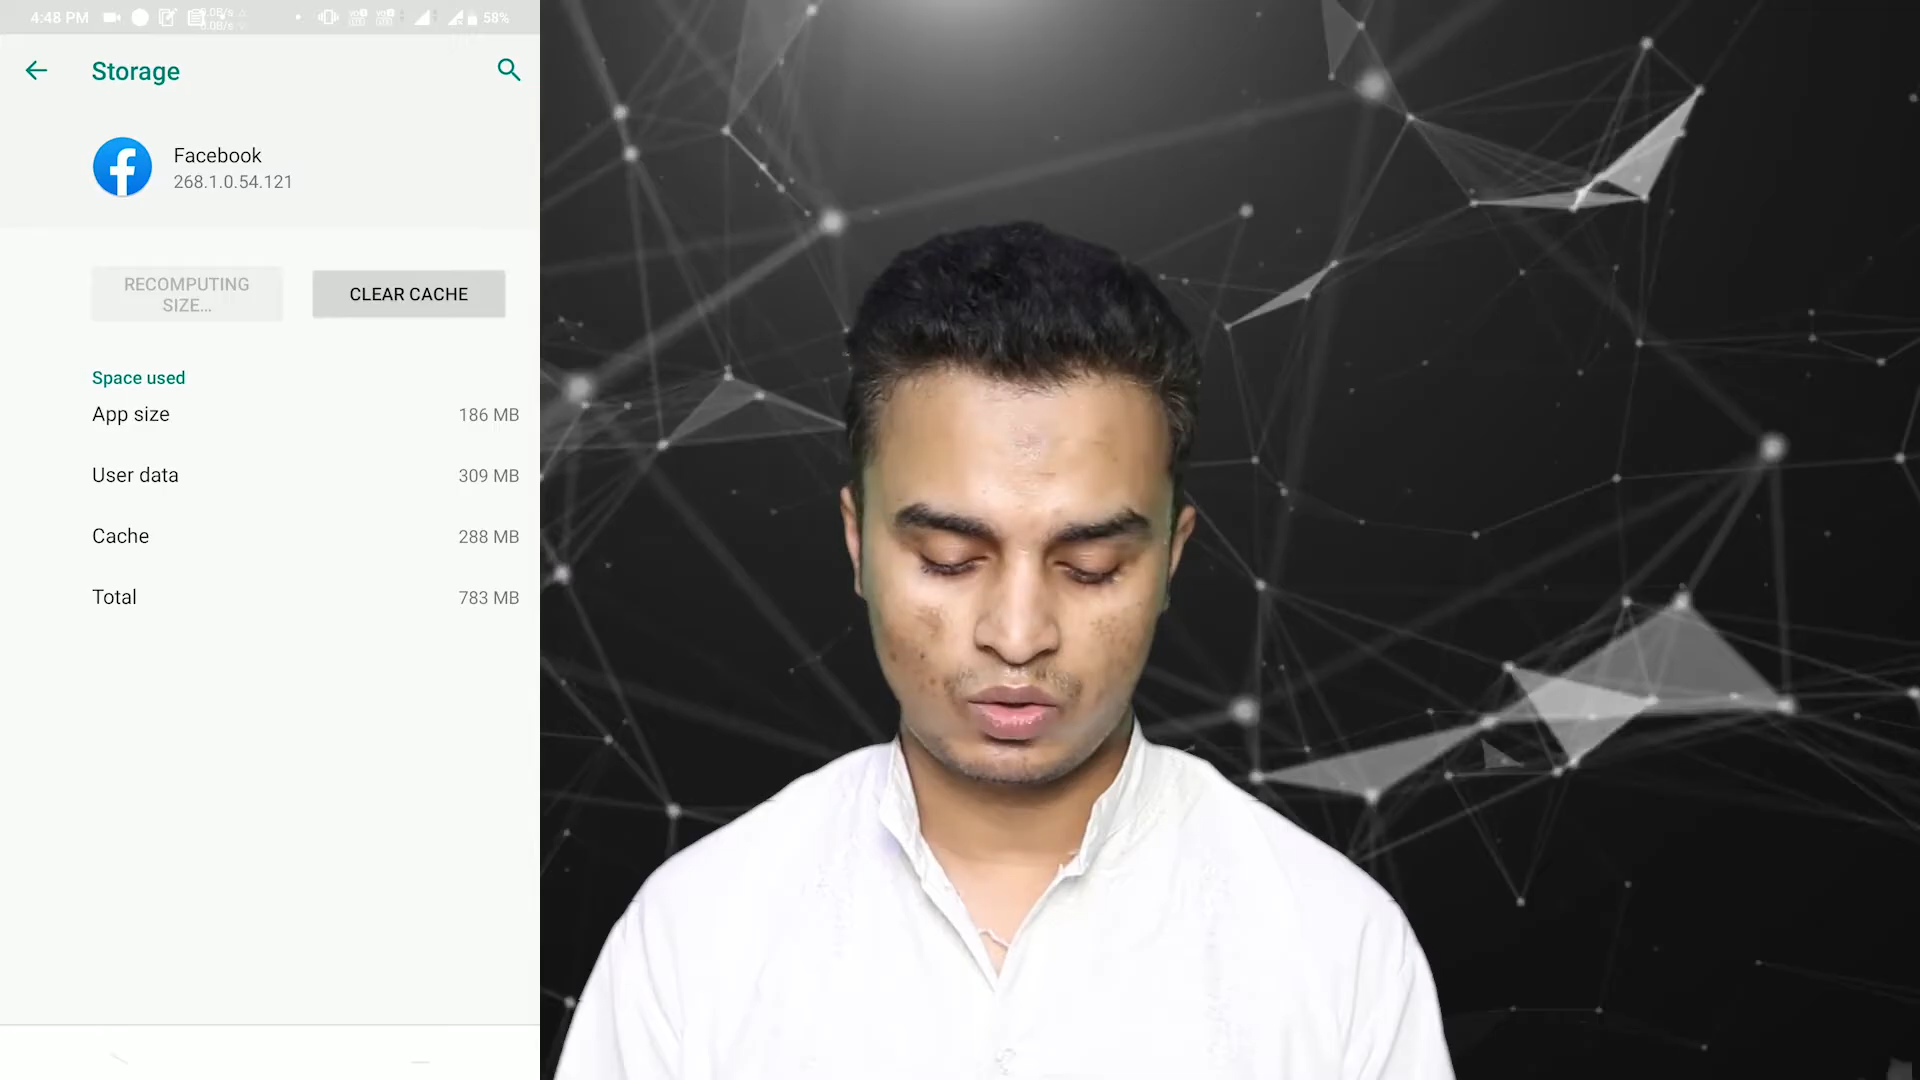 4:48 PM
58%
Storage
Facebook
268.1.0.54.121
RECOMPUTING
SIZE…
CLEAR CACHE
Space used
App size 186 MB
User data 309 MB
Cache 288 MB
Total 783 MB